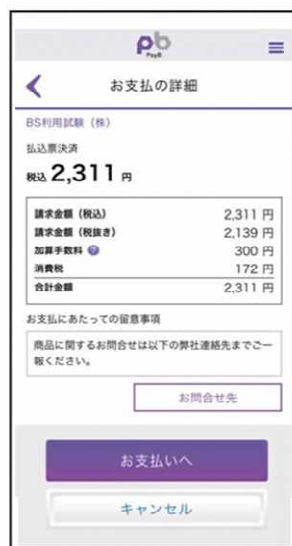 pb
PayB
お支払の詳細
BS利用試験(株)
払込票決済
税込 2,311 円
請求金額(税込) 2,311 円
請求金額(税抜き) 2,139 円
加算手数料 ? 300 円
消費税 172 円
合計金額 2,311 円
お支払にあたっての留意事項
商品に関するお問合せは以下の弊社連絡先までご一
報ください。
お問合せ先
お支払いへ
キャンセル